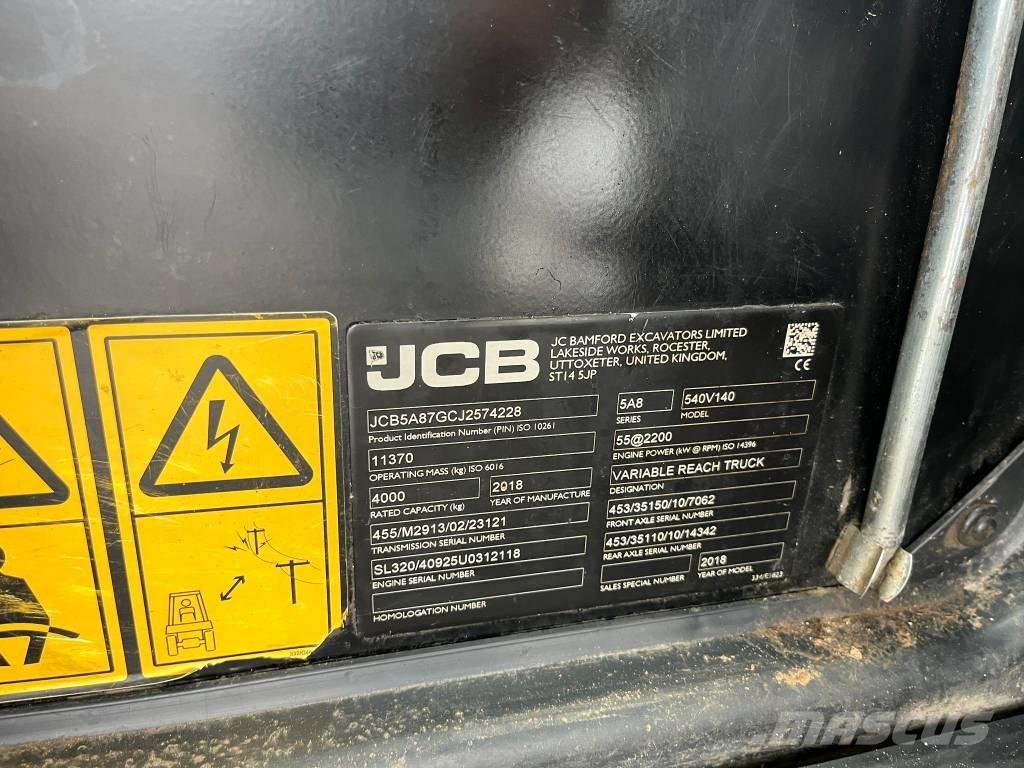 JCB
JC BAMFORD EXCAVATORS LIMITED
LAKESIDE WORKS, ROCESTER,
UTTOXETER, UNITED KINGDOM,
ST14 5JP
CE
JCB5A87GCJ2574228
Product Identification Number (PIN) ISO 10261
11370
OPERATING MASS (kg) ISO 6016
4000
RATED CAPACITY (kg)
2018
YEAR OF MANUFACTURE
455/M2913/02/23121
TRANSMISSION SERIAL NUMBER
SL320/40925U0312118
ENGINE SERIAL NUMBER
HOMOLOGATION NUMBER
5A8
SERIES
540V140
MODEL
55@2200
ENGINE POWER (kW @ RPM) ISO 14396
VARIABLE REACH TRUCK
DESIGNATION
453/35150/10/7062
FRONT AXLE SERIAL NUMBER
453/35110/10/14342
REAR AXLE SERIAL NUMBER
SALES SPECIAL NUMBER
2018
YEAR OF MODEL
MASCUS